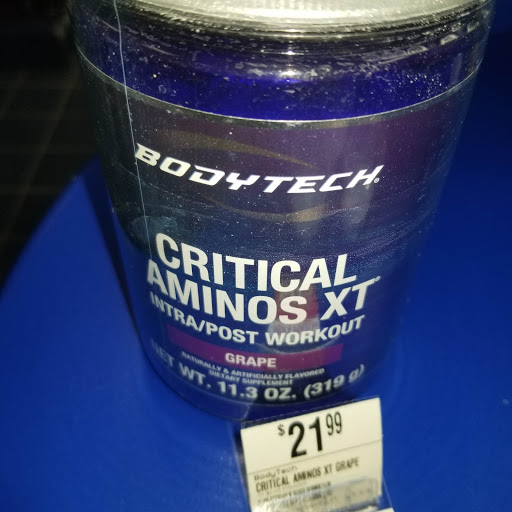 BODYTECH®
CRITICAL
AMINOS XT®
INTRA/POST WORKOUT
GRAPE
NATURALLY & ARTIFICIALLY FLAVORED
DIETARY SUPPLEMENT
NET WT. 11.3 OZ. (319 g)
$21 99
BodyTech
CRITICAL AMINOS XT GRAPE